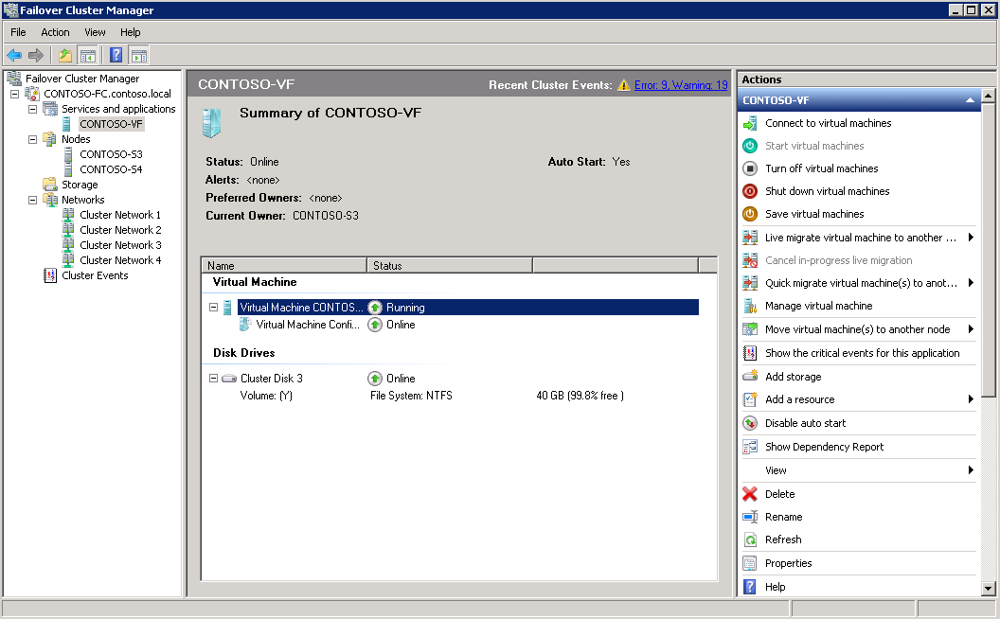 Failover Cluster Manager
File Action View Help
Failover Cluster Manager
CONTOSO-FC.contoso.local
Services and applications
CONTOSO-VF
Nodes
CONTOSO-S3
CONTOSO-S4
Storage
Networks
Cluster Network 1
Cluster Network 2
Cluster Network 3
Cluster Network 4
Cluster Events
CONTOSO-VF Recent Cluster Events: Error: 9, Warning: 19
Summary of CONTOSO-VF
Status: Online Auto Start: Yes
Alerts: <none>
Preferred Owners: <none>
Current Owner: CONTOSO-S3
Name Status
Virtual Machine
Virtual Machine CONTOS... Running
Virtual Machine Confi... Online
Disk Drives
Cluster Disk 3 Online
Volume: (Y) File System: NTFS 40 GB (99.8% free )
Actions
CONTOSO-VF
Connect to virtual machines
Start virtual machines
Turn off virtual machines
Shut down virtual machines
Save virtual machines
Live migrate virtual machine to another ...
Cancel in-progress live migration
Quick migrate virtual machine(s) to anot...
Manage virtual machine
Move virtual machine(s) to another node
Show the critical events for this application
Add storage
Add a resource
Disable auto start
Show Dependency Report
View
Delete
Rename
Refresh
Properties
Help